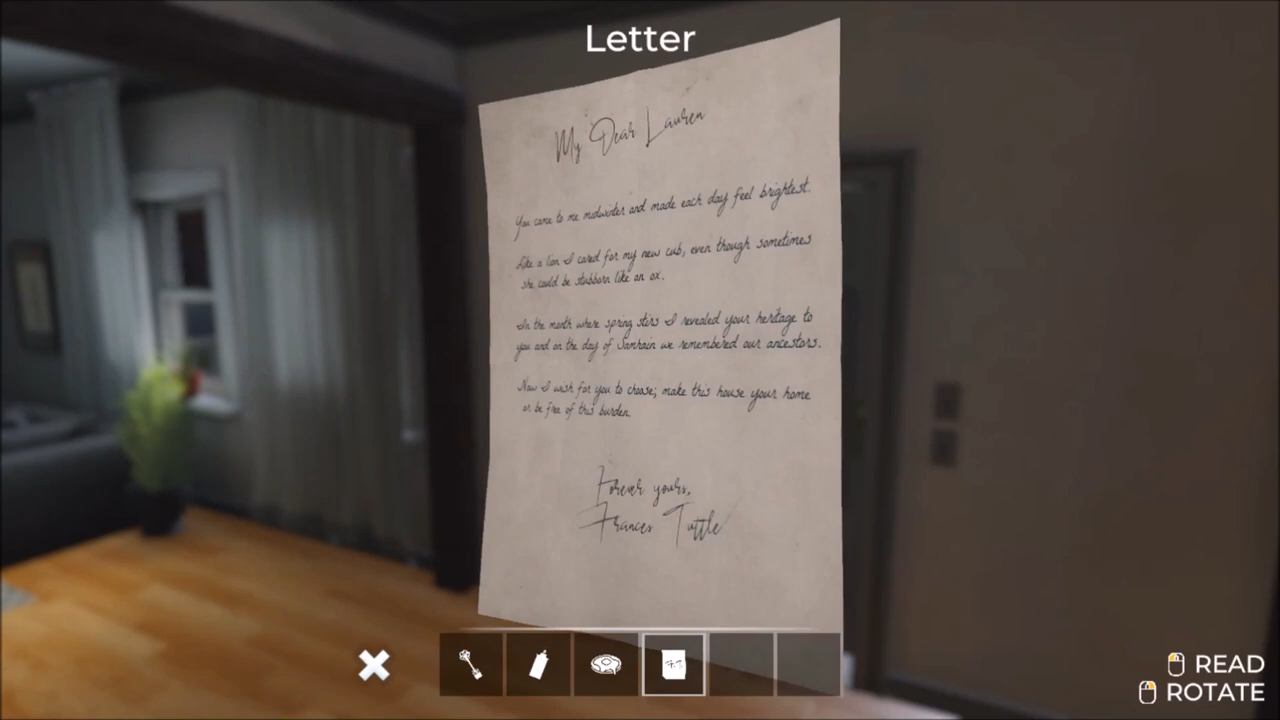 Letter
My Dear Lauren
You came to me midwinter and made each day feel brightest.
Like a lion I cared for my new cub, even though sometimes
she could be stubborn like an ox.
In the month where spring stirs I revealed your heritage to
you and on the day of Samhain we remembered our ancestors.
Now I wish for you to choose; make this house your home
or be free of this burden.
Forever yours,
Frances Tuttle
READ
ROTATE